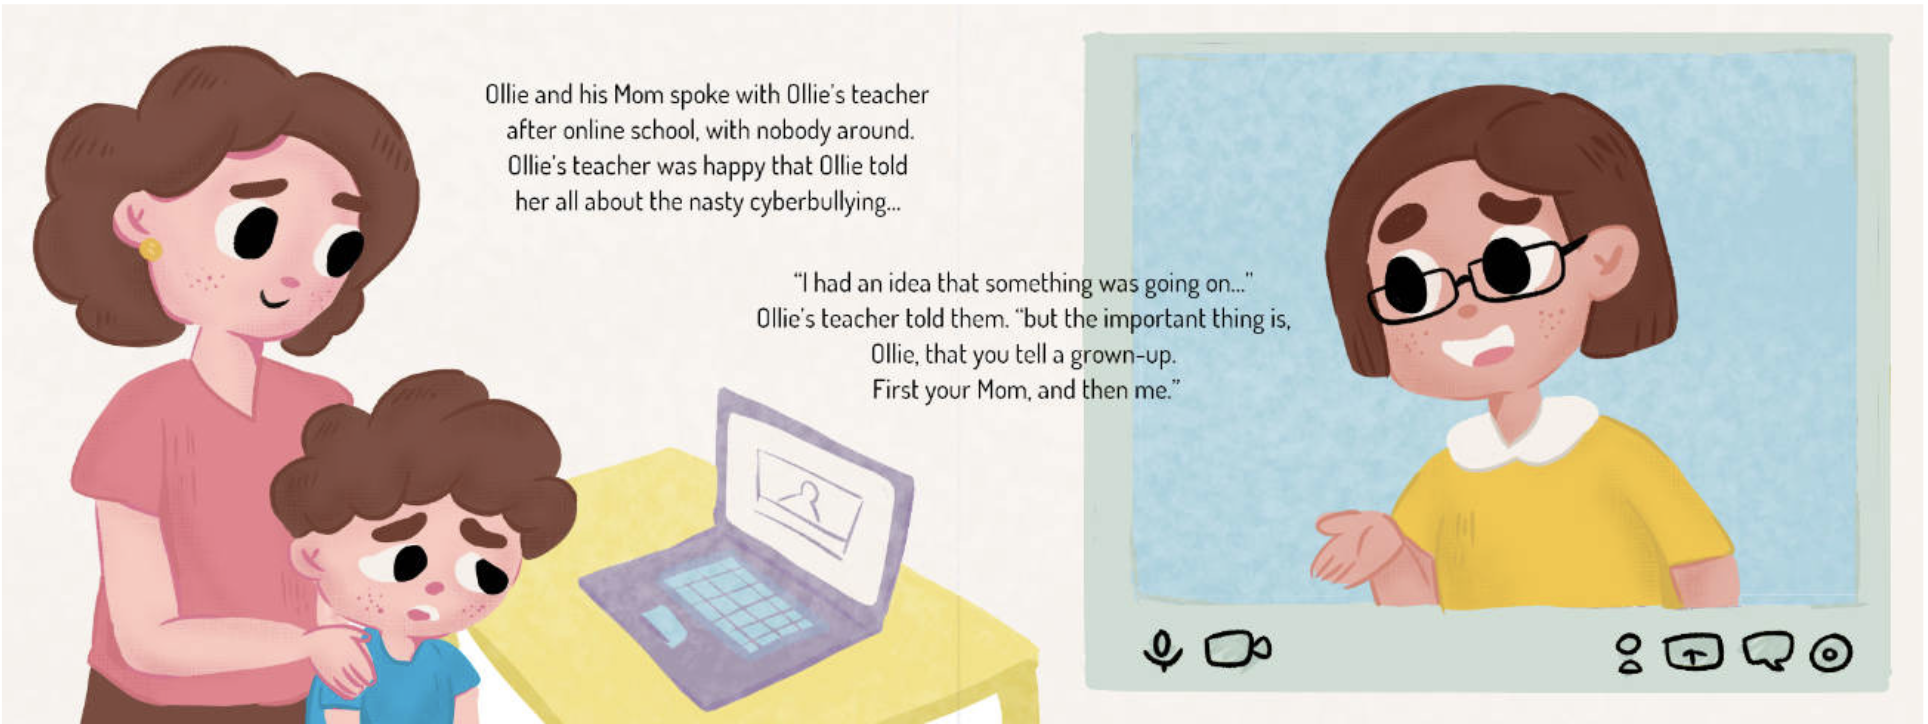 Ollie and his Mom spoke with Ollie's teacher
after online school, with nobody around.
Ollie's teacher was happy that Ollie told
her all about the nasty cyberbullying...
“I had an idea that something was going on...”
Ollie's teacher told them. “but the important thing is,
Ollie, that you tell a grown-up.
First your Mom, and then me.”